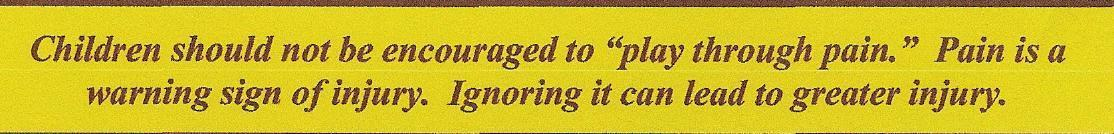 Children should not be encouraged to “play through pain.”  Pain is a
warning sign of injury.  Ignoring it can lead to greater injury.